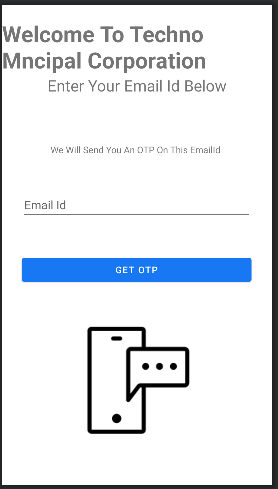 Welcome To Techno
Mncipal Corporation
Enter Your Email Id Below
We Will Send You An OTP On This EmailId
Email Id
GET OTP